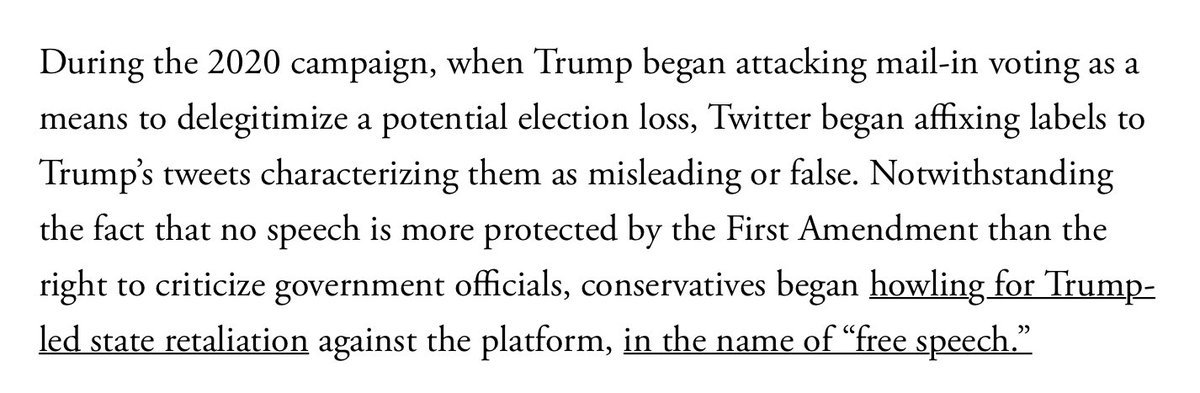 During the 2020 campaign, when Trump began attacking mail-in voting as a
means to delegitimize a potential election loss, Twitter began affixing labels to
Trump’s tweets characterizing them as misleading or false. Notwithstanding
the fact that no speech is more protected by the First Amendment than the
right to criticize government officials, conservatives began howling for Trump-
led state retaliation against the platform, in the name of “free speech.”